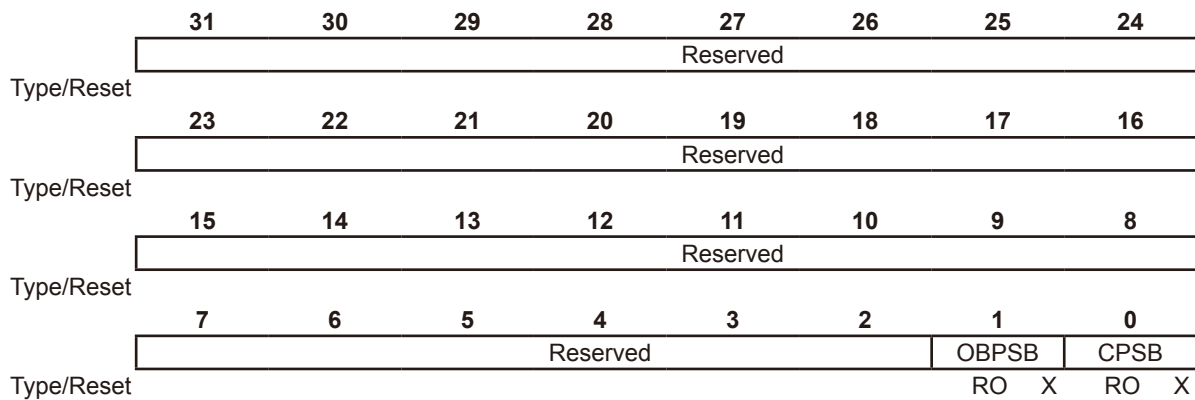 31 30 29 28 27 26 25 24
Reserved
Type/Reset
23 22 21 20 19 18 17 16
Reserved
Type/Reset
15 14 13 12 11 10 9 8
Reserved
Type/Reset
7 6 5 4 3 2 1 0
Reserved OBPSB CPSB
Type/Reset RO X RO X